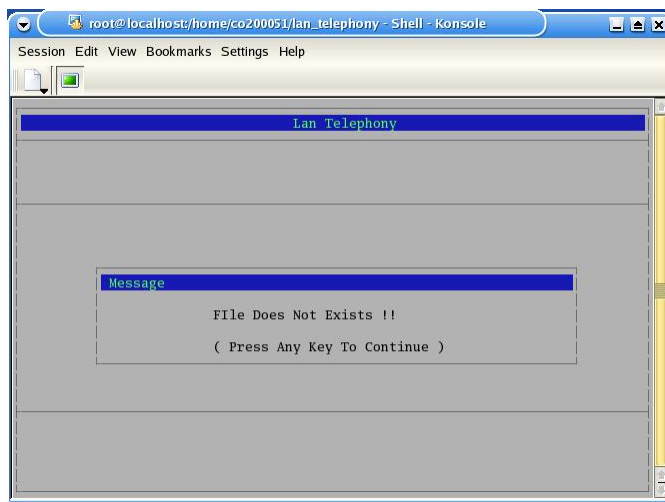 root@localhost:/home/co200051/lan_telephony - Shell - Konsole
Session Edit View Bookmarks Settings Help
Lan Telephony
Message
FIle Does Not Exists !!
( Press Any Key To Continue )